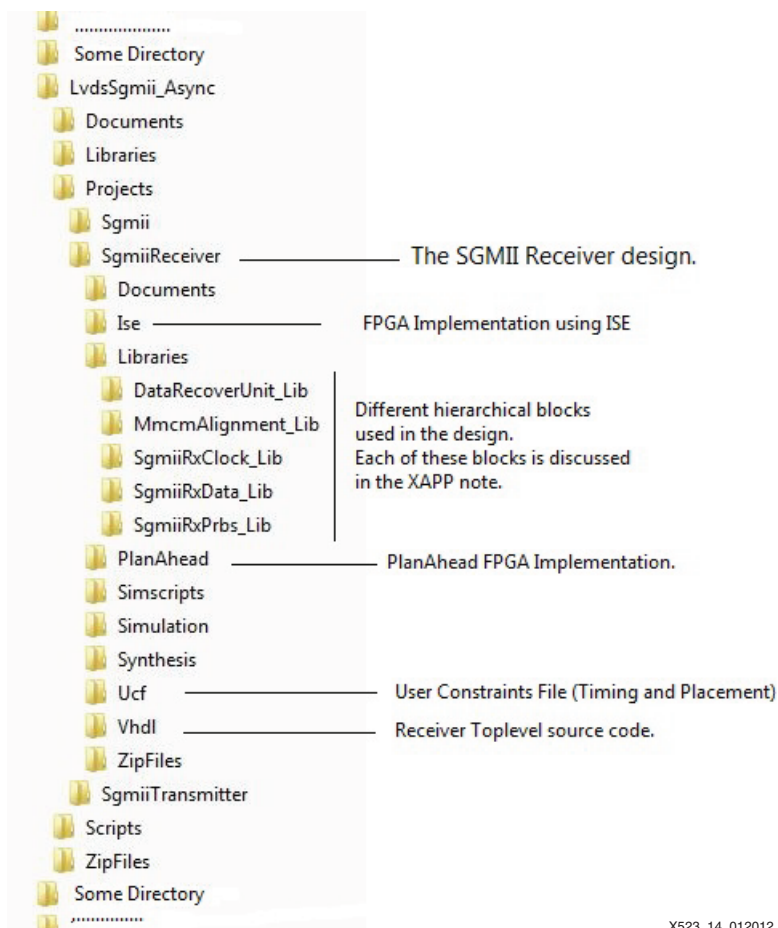 .....................
Some Directory
LvdsSgmii_Async
Documents
Libraries
Projects
Sgmii
SgmiiReceiver The SGMII Receiver design.
Documents
Ise FPGA Implementation using ISE
Libraries
DataRecoverUnit_Lib
MmcmAlignment_Lib
SgmiiRxClock_Lib
SgmiiRxData_Lib
SgmiiRxPrbs_Lib
Different hierarchical blocks
used in the design.
Each of these blocks is discussed
in the XAPP note.
PlanAhead PlanAhead FPGA Implementation.
Simscripts
Simulation
Synthesis
Ucf User Constraints File (Timing and Placement)
Vhdl Receiver Toplevel source code.
ZipFiles
SgmiiTransmitter
Scripts
ZipFiles
Some Directory
,..............
X523_14_012012